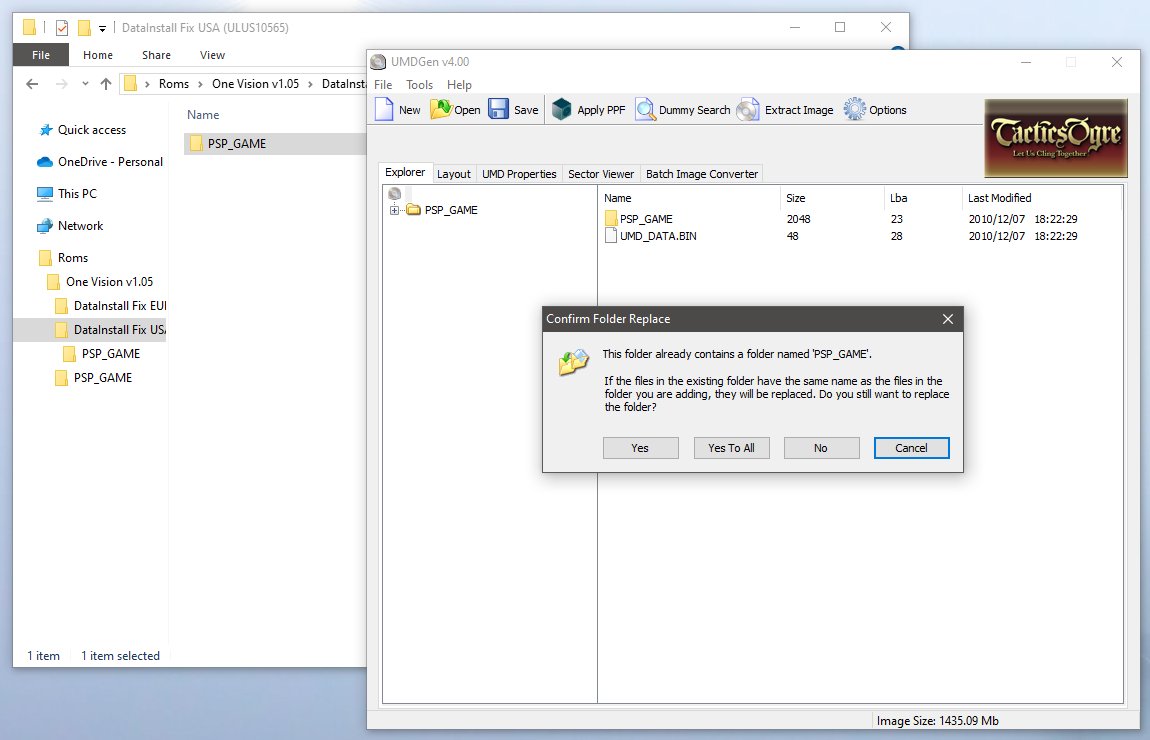 DataInstall Fix USA (ULUS10565)
File Home Share View
Roms One Vision v1.05 DataInsta
Name
PSP_GAME
Quick access
OneDrive - Personal
This PC
Network
Roms
One Vision v1.05
DataInstall Fix EU
DataInstall Fix USA
PSP_GAME
PSP_GAME
1 item 1 item selected
UMDGen v4.00
File Tools Help
New Open Save Apply PPF Dummy Search Extract Image Options
Tactics Ogre
Let Us Cling Together
Explorer Layout UMD Properties Sector Viewer Batch Image Converter
PSP_GAME
Name Size Lba Last Modified
PSP_GAME 2048 23 2010/12/07 18:22:29
UMD_DATA.BIN 48 28 2010/12/07 18:22:29
Confirm Folder Replace
This folder already contains a folder named 'PSP_GAME'.
If the files in the existing folder have the same name as the files in the
folder you are adding, they will be replaced. Do you still want to replace
the folder?
Yes Yes To All No Cancel
Image Size: 1435.09 Mb